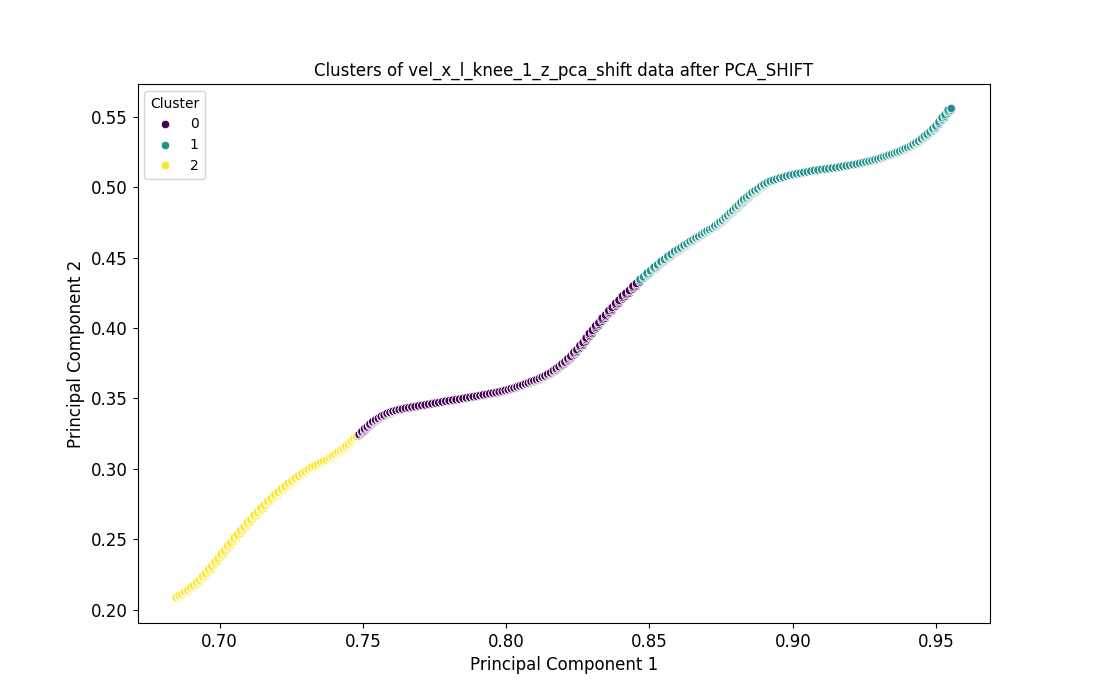 Clusters of vel_x_l_knee_1_z_pca_shift data after PCA_SHIFT
Cluster
0
1
2
0.55
0.50
0.45
0.40
0.35
0.30
0.25
0.20
Principal Component 2
0.70 0.75 0.80 0.85 0.90 0.95
Principal Component 1